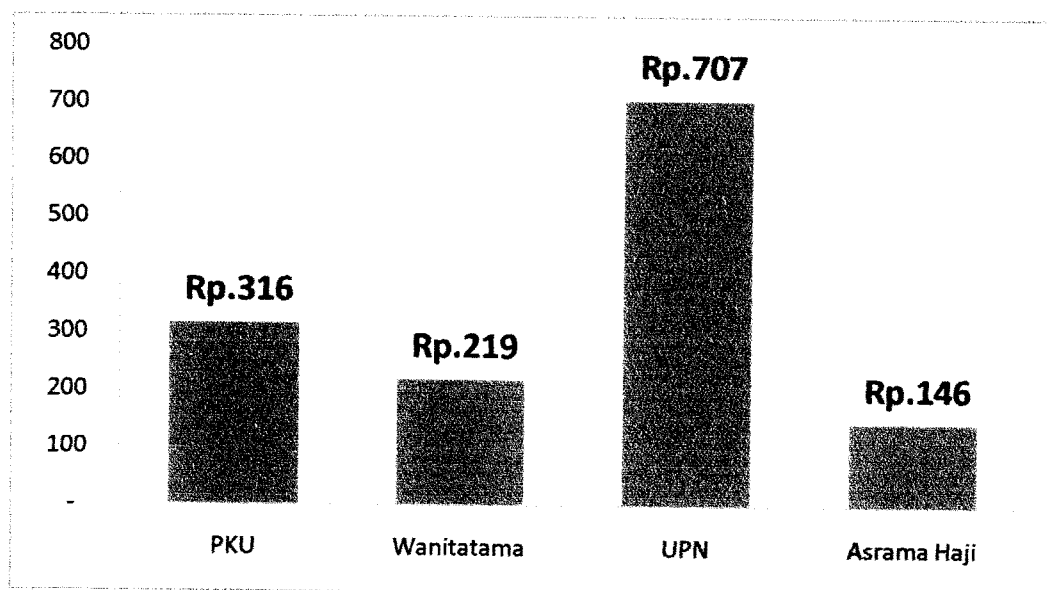 800
Rp.707
700
600
500
400
Rp.316
300
Rp.219
200
Rp.146
100
-
PKU
Wanitatama
UPN
Asrama Haji